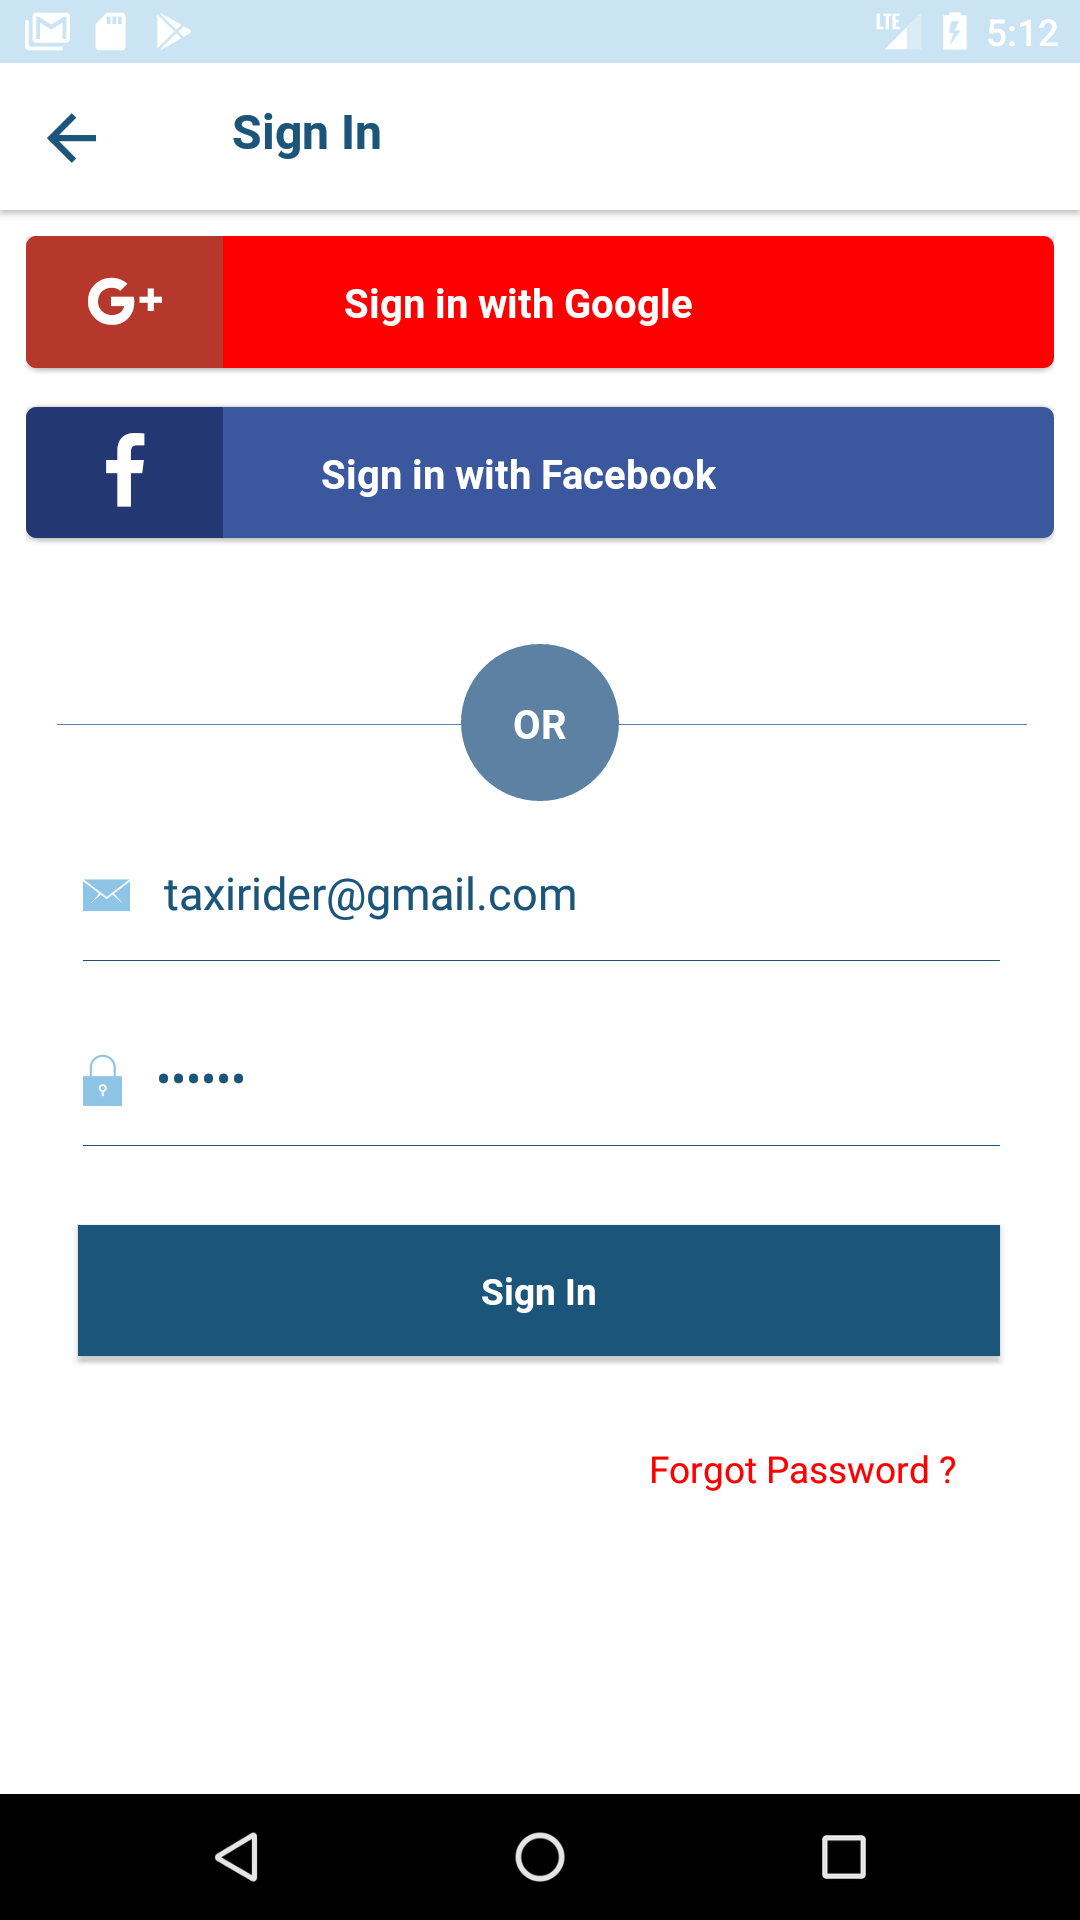 LTE 5:12
Sign In
G+ Sign in with Google
f Sign in with Facebook
OR
taxirider@gmail.com
••••••
Sign In
Forgot Password ?